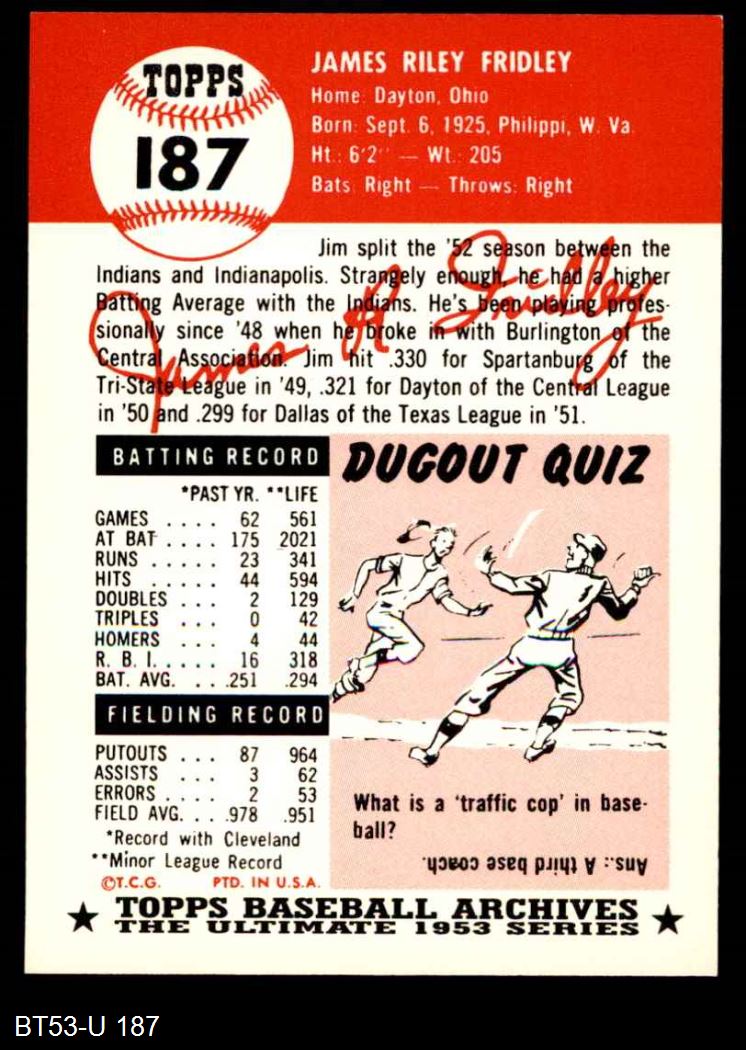 TOPPS
187
JAMES RILEY FRIDLEY
Home: Dayton, Ohio
Born: Sept. 6, 1925, Philippi, W. Va.
Ht.: 6'2" — Wt.: 205
Bats: Right — Throws: Right
Jim split the '52 season between the
Indians and Indianapolis. Strangely enough, he had a higher
Batting Average with the Indians. He's been playing profes-
sionally since '48 when he broke in with Burlington of the
Central Association. Jim hit .330 for Spartanburg of the
Tri-State League in '49, .321 for Dayton of the Central League
in '50 and .299 for Dallas of the Texas League in '51.
James R Fridley
BATTING RECORD
*PAST YR. **LIFE
GAMES . . . . 62 561
AT BAT . . . . 175 2021
RUNS . . . . . 23 341
HITS . . . . . 44 594
DOUBLES . . . 2 129
TRIPLES . . . 0 42
HOMERS . . . 4 44
R. B. I. . . . . . 16 318
BAT. AVG. . . .251 .294
FIELDING RECORD
PUTOUTS . . . 87 964
ASSISTS . . . 3 62
ERRORS . . . . 2 53
FIELD AVG. . . .978 .951
*Record with Cleveland
**Minor League Record
©T.C.G. PTD. IN U.S.A.
DUGOUT QUIZ
What is a 'traffic cop' in base-
ball?
Ans.: A third base coach.
★ TOPPS BASEBALL ARCHIVES ★
THE ULTIMATE 1953 SERIES
BT53-U 187